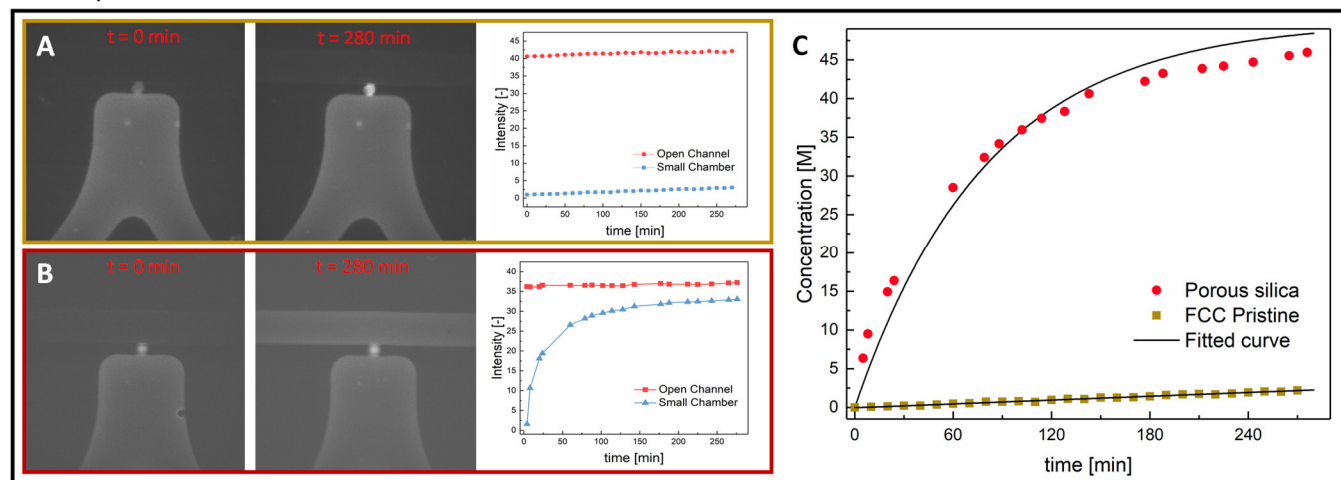 A
t = 0 min
t = 280 min
45
40
35
30
25
20
15
10
5
0
Intensity [-]
Open Channel
Small Chamber
0 50 100 150 200 250
time [min]
B
t = 0 min
t = 280 min
40
35
30
25
20
15
10
5
0
Intensity [-]
Open Channel
Small Chamber
0 50 100 150 200 250
time [min]
C
45
40
35
30
25
20
15
10
5
0
Concentration [M]
Porous silica
FCC Pristine
Fitted curve
0 60 120 180 240
time [min]